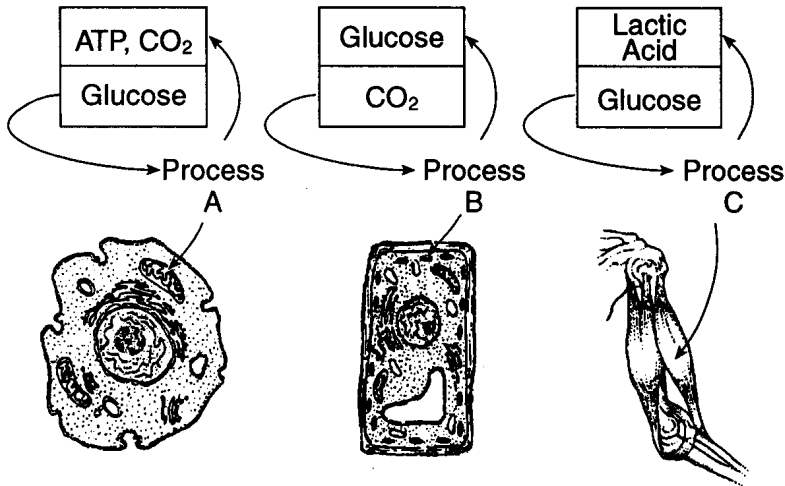 ATP, CO₂
Glucose
Process
A
Glucose
CO₂
Process
B
Lactic
Acid
Glucose
Process
C